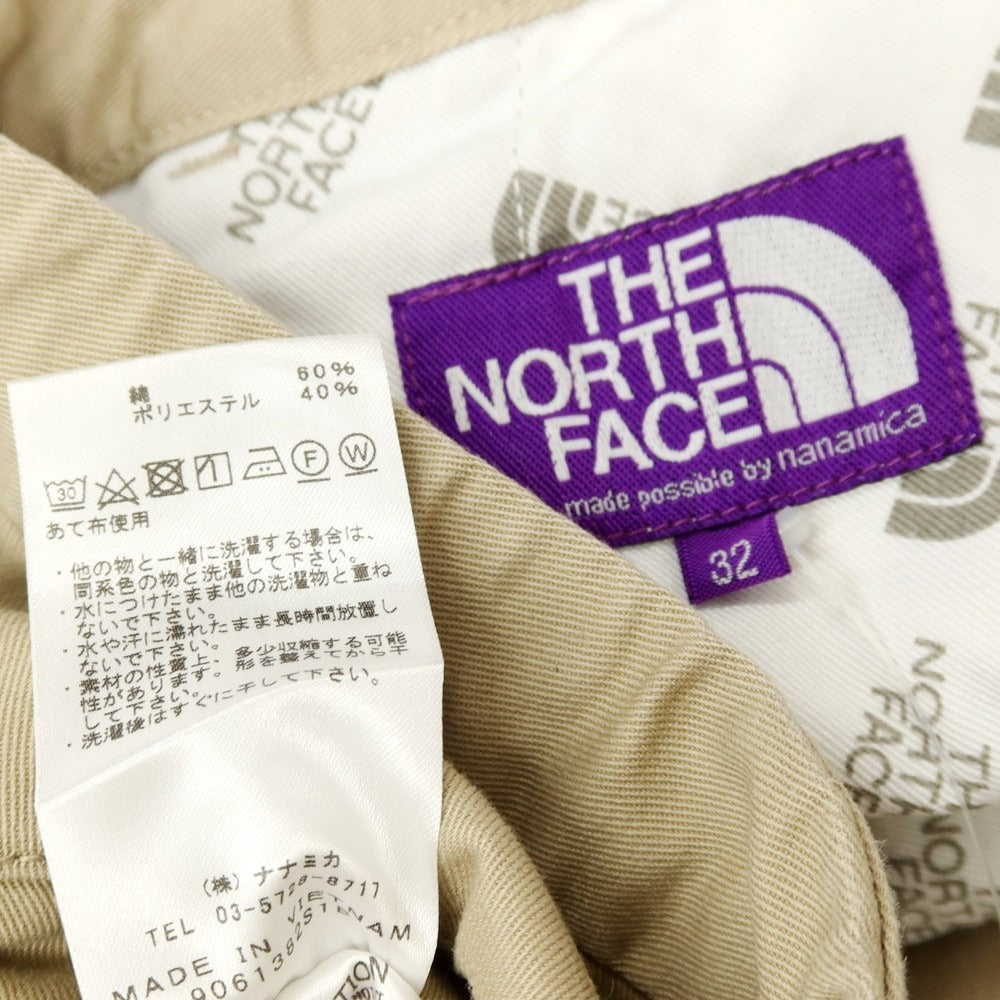 NORTH
FACE
THE
NORTH
FACE
made possible by nanamica
32
綿 60%
ポリエステル 40%
30 F W
あて布使用
・他の物と一緒に洗濯する場合は、
同系色の物と洗濯して下さい。
・水につけたまま他の洗濯物と重ね
ないで下さい。
・水や汗に濡れたまま長時間放置し
ないで下さい。
・素材の性質上、多少収縮する可能
性があります。形を整えてから干
して下さい。
・洗濯後はすぐに干して下さい。
(株)ナナミカ
TEL 03-5728-8717
MADE IN VIETNAM
TH
NORTH
FACE
NOR
FAC